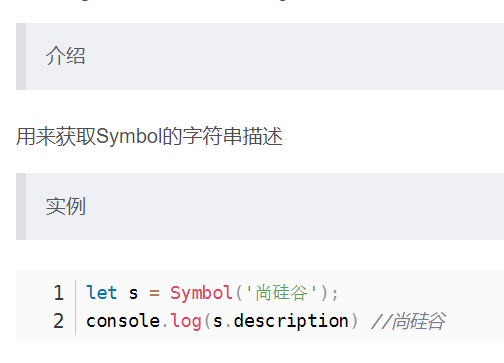 介绍
用来获取Symbol的字符串描述
实例
1 let s = Symbol('尚硅谷');
2 console.log(s.description) //尚硅谷